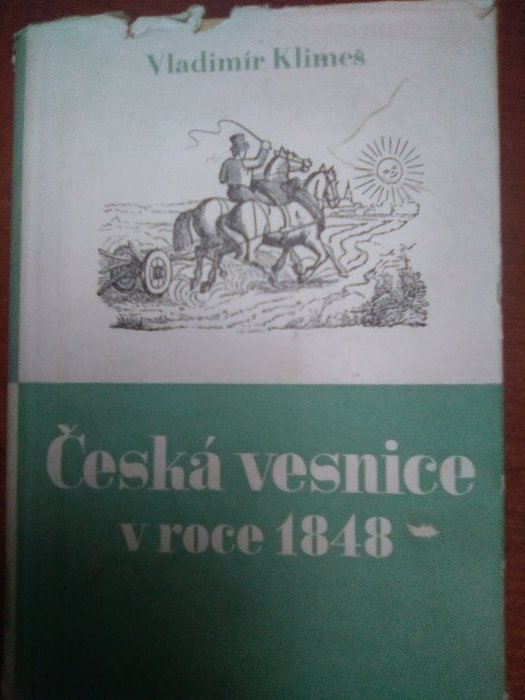 Vladimír Klimeš
Česká vesnice
v roce 1848